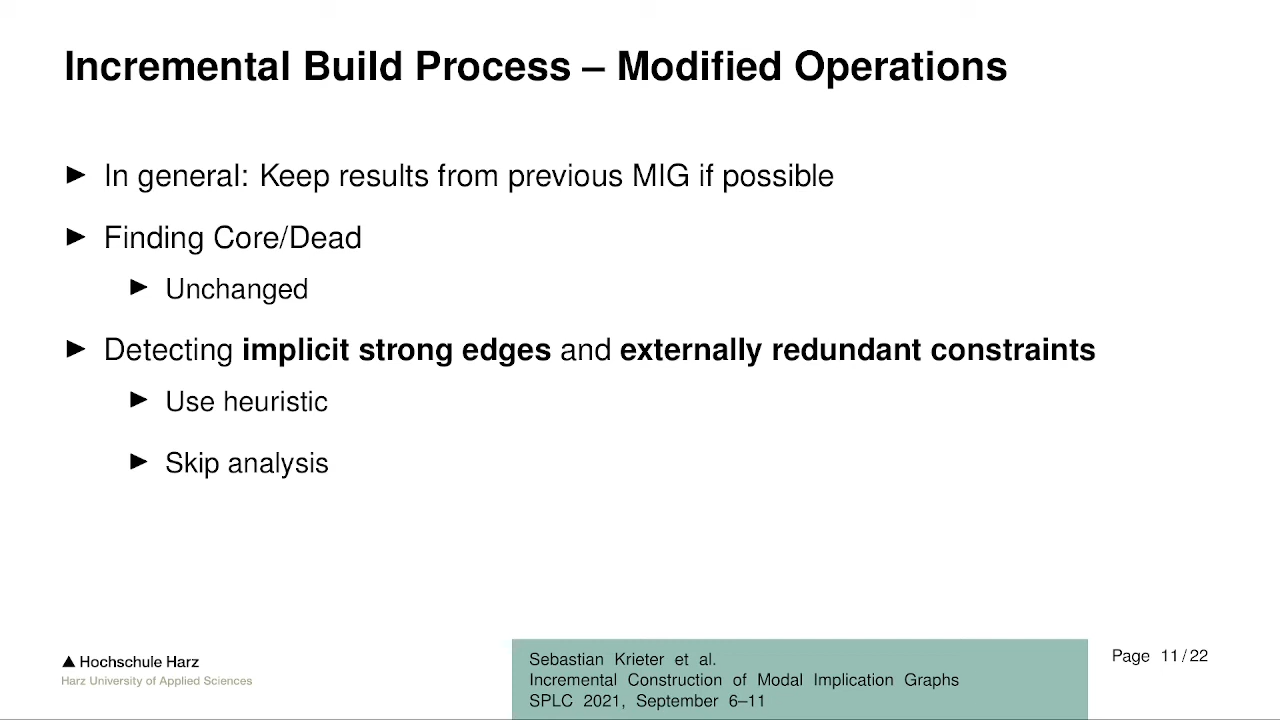 Incremental Build Process – Modified Operations
▶ In general: Keep results from previous MIG if possible
▶ Finding Core/Dead
▶ Unchanged
▶ Detecting implicit strong edges and externally redundant constraints
▶ Use heuristic
▶ Skip analysis
▲ Hochschule Harz
Harz University of Applied Sciences
Sebastian Krieter et al.
Incremental Construction of Modal Implication Graphs
SPLC 2021, September 6–11
Page 11/22